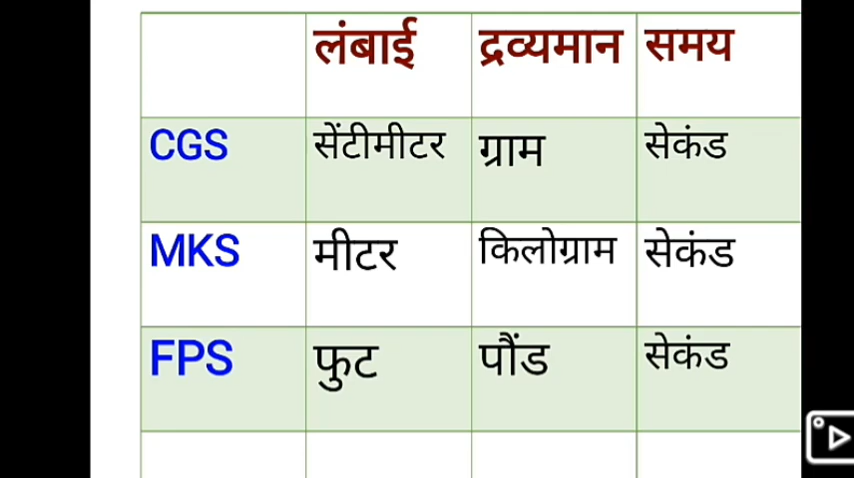 लंबाई द्रव्यमान समय
CGS सेंटीमीटर ग्राम सेकंड
MKS मीटर किलोग्राम सेकंड
FPS फुट पौंड सेकंड